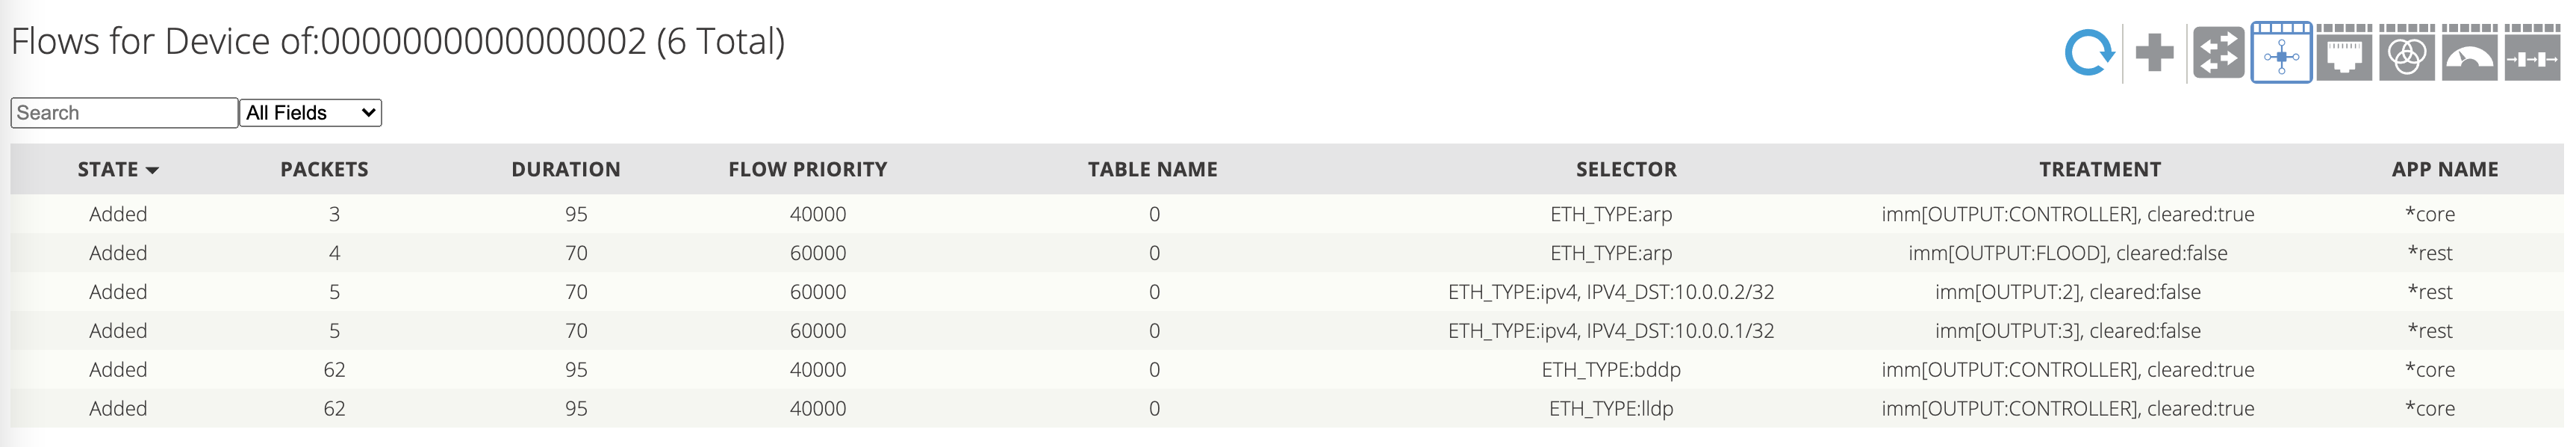 Flows for Device of:0000000000000002 (6 Total)
Search All Fields
STATE PACKETS DURATION FLOW PRIORITY TABLE NAME SELECTOR TREATMENT APP NAME
Added 3 95 40000 0 ETH_TYPE:arp imm[OUTPUT:CONTROLLER], cleared:true *core
Added 4 70 60000 0 ETH_TYPE:arp imm[OUTPUT:FLOOD], cleared:false *rest
Added 5 70 60000 0 ETH_TYPE:ipv4, IPV4_DST:10.0.0.2/32 imm[OUTPUT:2], cleared:false *rest
Added 5 70 60000 0 ETH_TYPE:ipv4, IPV4_DST:10.0.0.1/32 imm[OUTPUT:3], cleared:false *rest
Added 62 95 40000 0 ETH_TYPE:bddp imm[OUTPUT:CONTROLLER], cleared:true *core
Added 62 95 40000 0 ETH_TYPE:lldp imm[OUTPUT:CONTROLLER], cleared:true *core